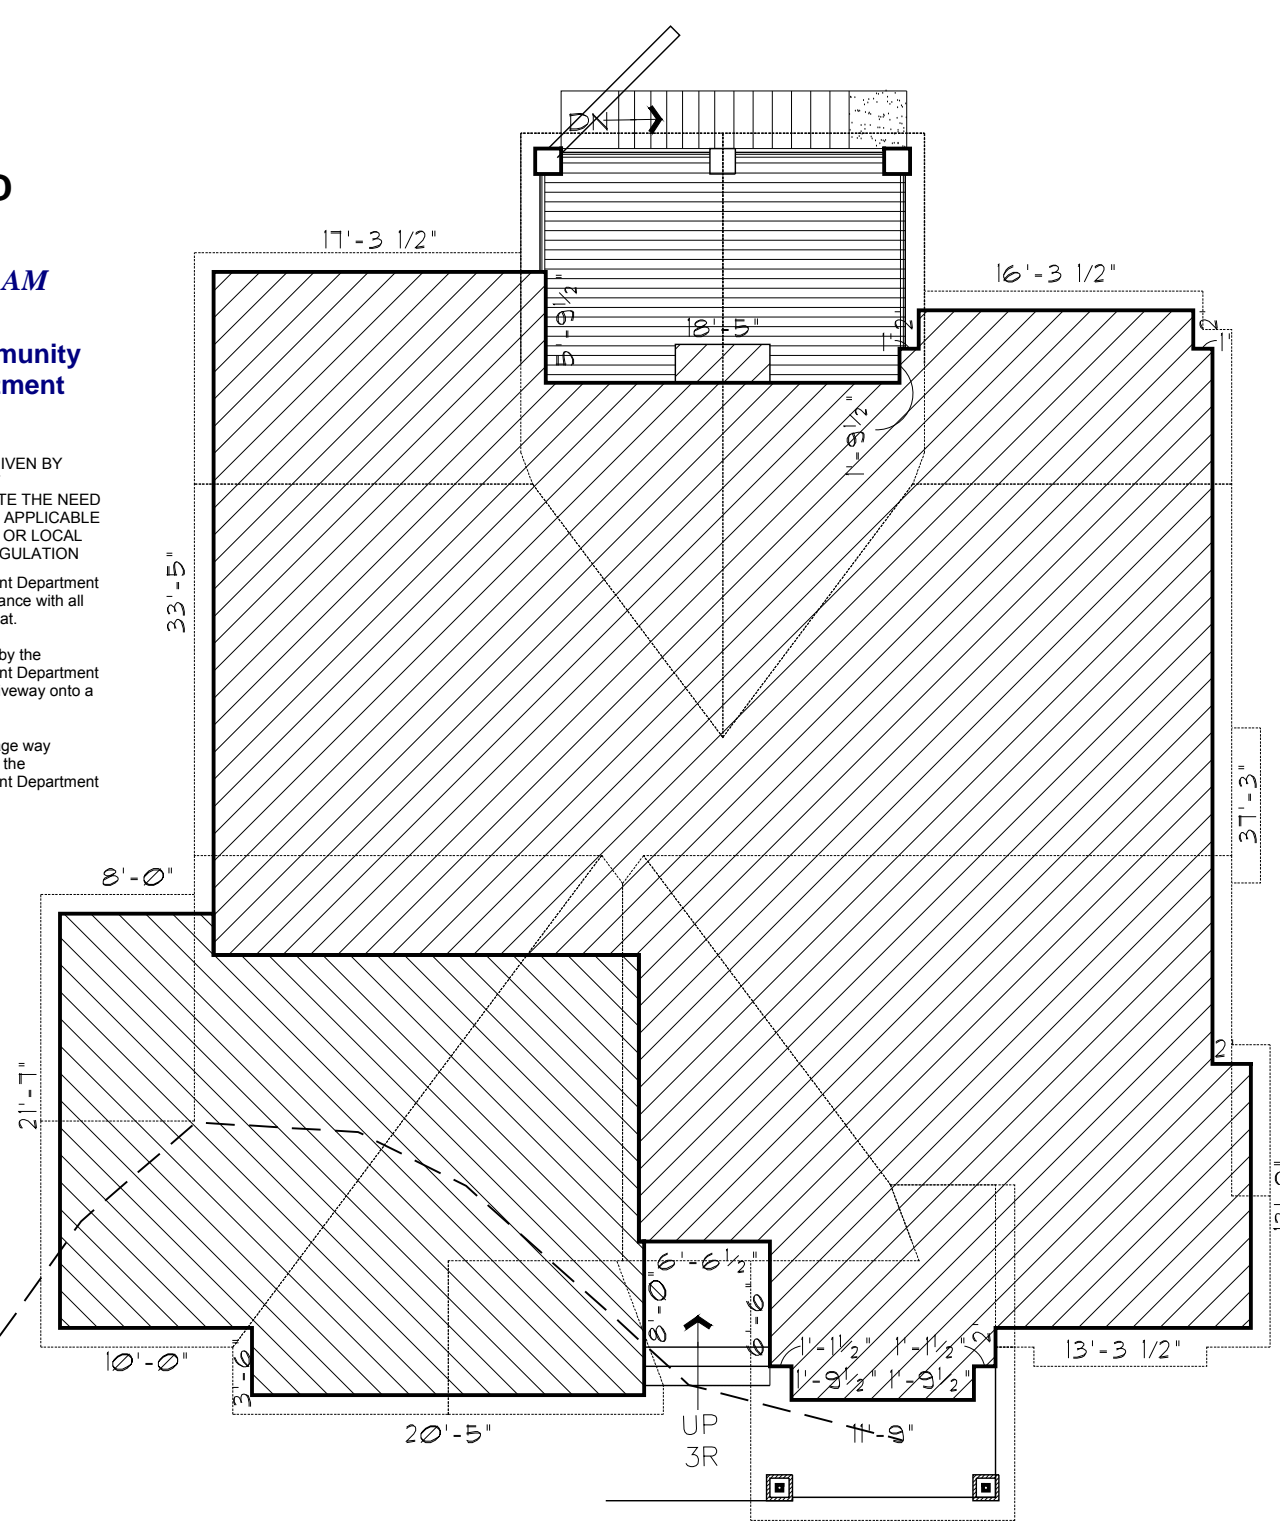 D
AM
munity
tment
IVEN BY
TE THE NEED
APPLICABLE
OR LOCAL
GULATION
nt Department
ance with all
at.
by the
nt Department
veway onto a
ge way
the
nt Department
DN
17'-3 1/2"
16'-3 1/2"
5'-9 1/2"
18'-5"
1'
2'
2'
1'
1'-9 1/2"
33'-5"
37'-3"
8'-0"
21'-7"
2
6'-6 1/2"
8'-0"
6'-6"
10'-0"
3'-6"
20'-5"
1'-1 1/2" 1'-1 1/2"
2'
1'-9 1/2" 1'-9 1/2"
13'-3 1/2"
11'-9"
UP
3R